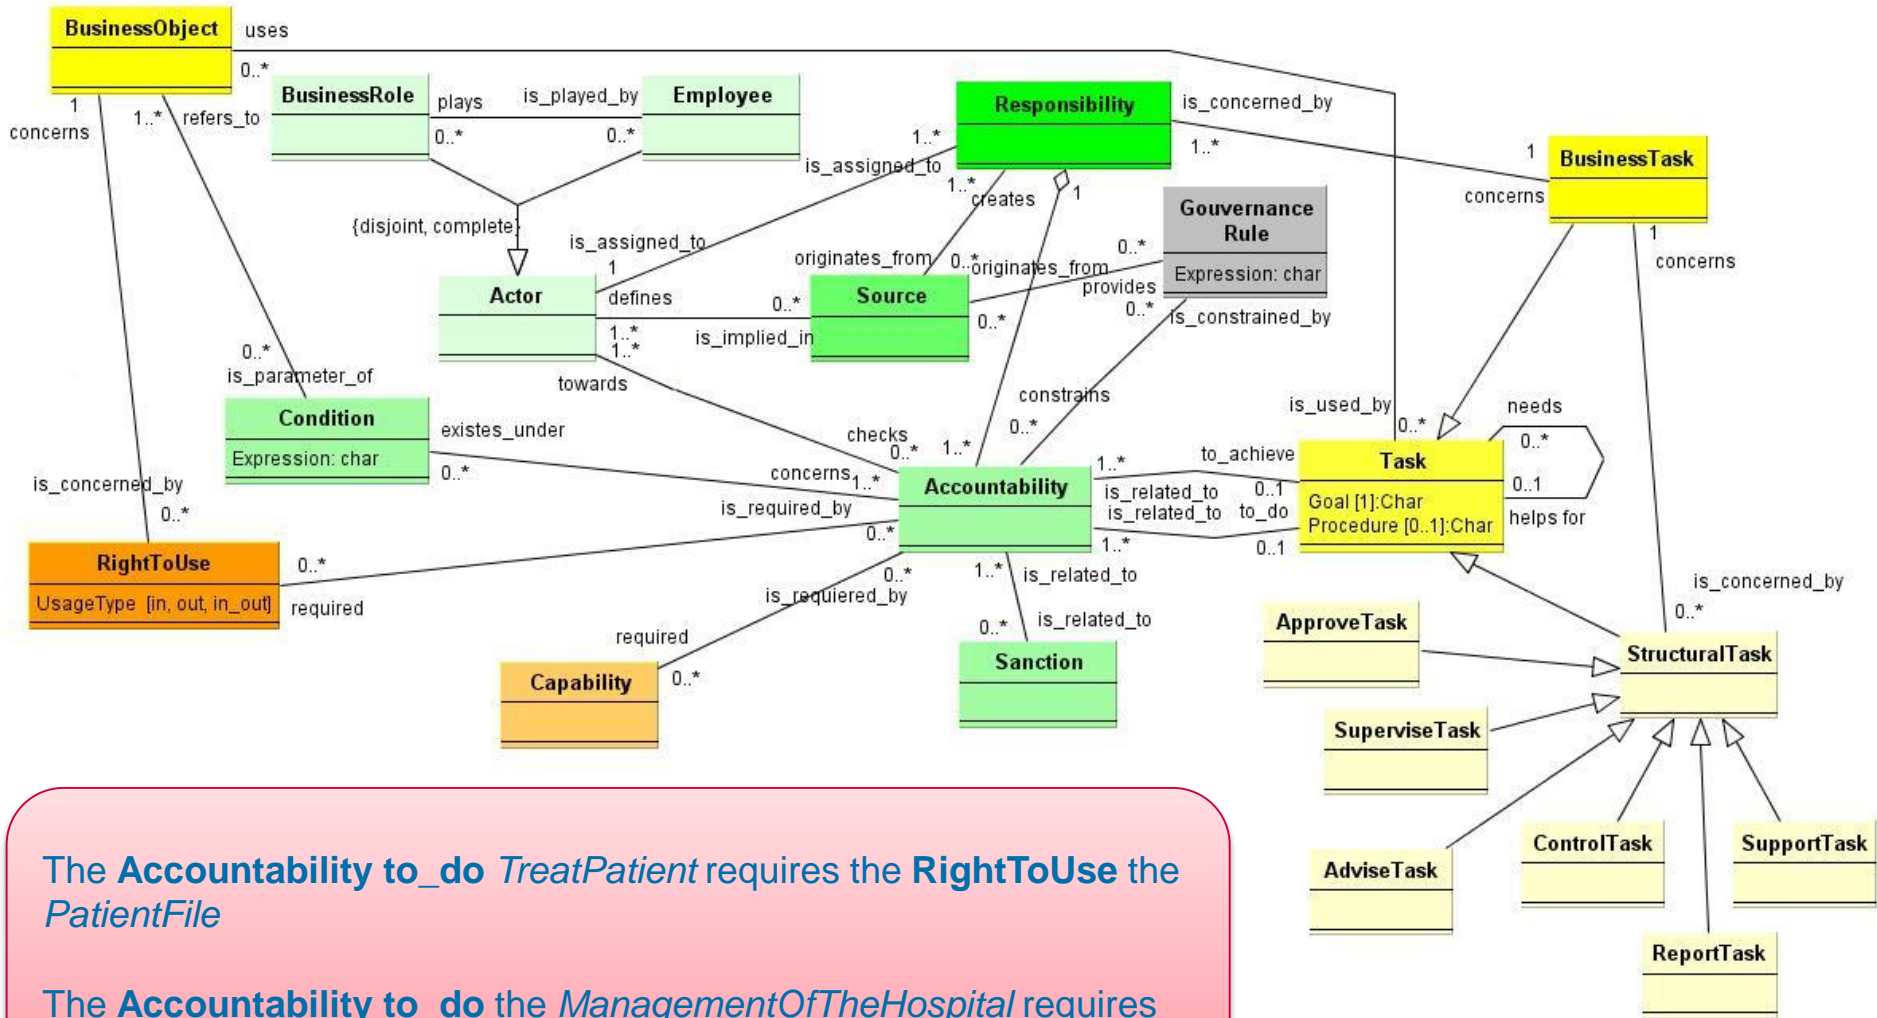 BusinessObject
uses
0..*
1
concerns
1..*
refers_to
BusinessRole
plays
is_played_by
0..*
0..*
Employee
Responsibility
is_concerned_by
1..*
1
BusinessTask
concerns
1
concerns
1..*
is_assigned_to
1..*
creates
1
Gouvernance
Rule
Expression: char
{disjoint, complete}
is_assigned_to
1
originates_from
0..*
originates_from
0..*
provides
0..*
is_constrained_by
Actor
defines
1..*
1..*
0..*
is_implied_in
Source
0..*
towards
0..*
is_parameter_of
Condition
Expression: char
existes_under
0..*
checks
0..*
1..*
constrains
0..*
is_used_by
0..*
needs
0..*
0..1
helps for
Task
Goal [1]:Char
Procedure [0..1]:Char
concerns
1..*
Accountability
1..*
to_achieve
is_related_to
0..1
is_related_to
to_do
1..*
0..1
is_concerned_by
0..*
is_required_by
0..*
RightToUse
UsageType [in, out, in_out]
0..*
required
0..*
is_requiered_by
1..*
is_related_to
required
0..*
0..*
is_related_to
Capability
Sanction
is_concerned_by
0..*
ApproveTask
StructuralTask
SuperviseTask
AdviseTask
ControlTask
SupportTask
ReportTask
The Accountability to_do TreatPatient requires the RightToUse the
PatientFile
The Accountability to_do the ManagementOfTheHospital requires